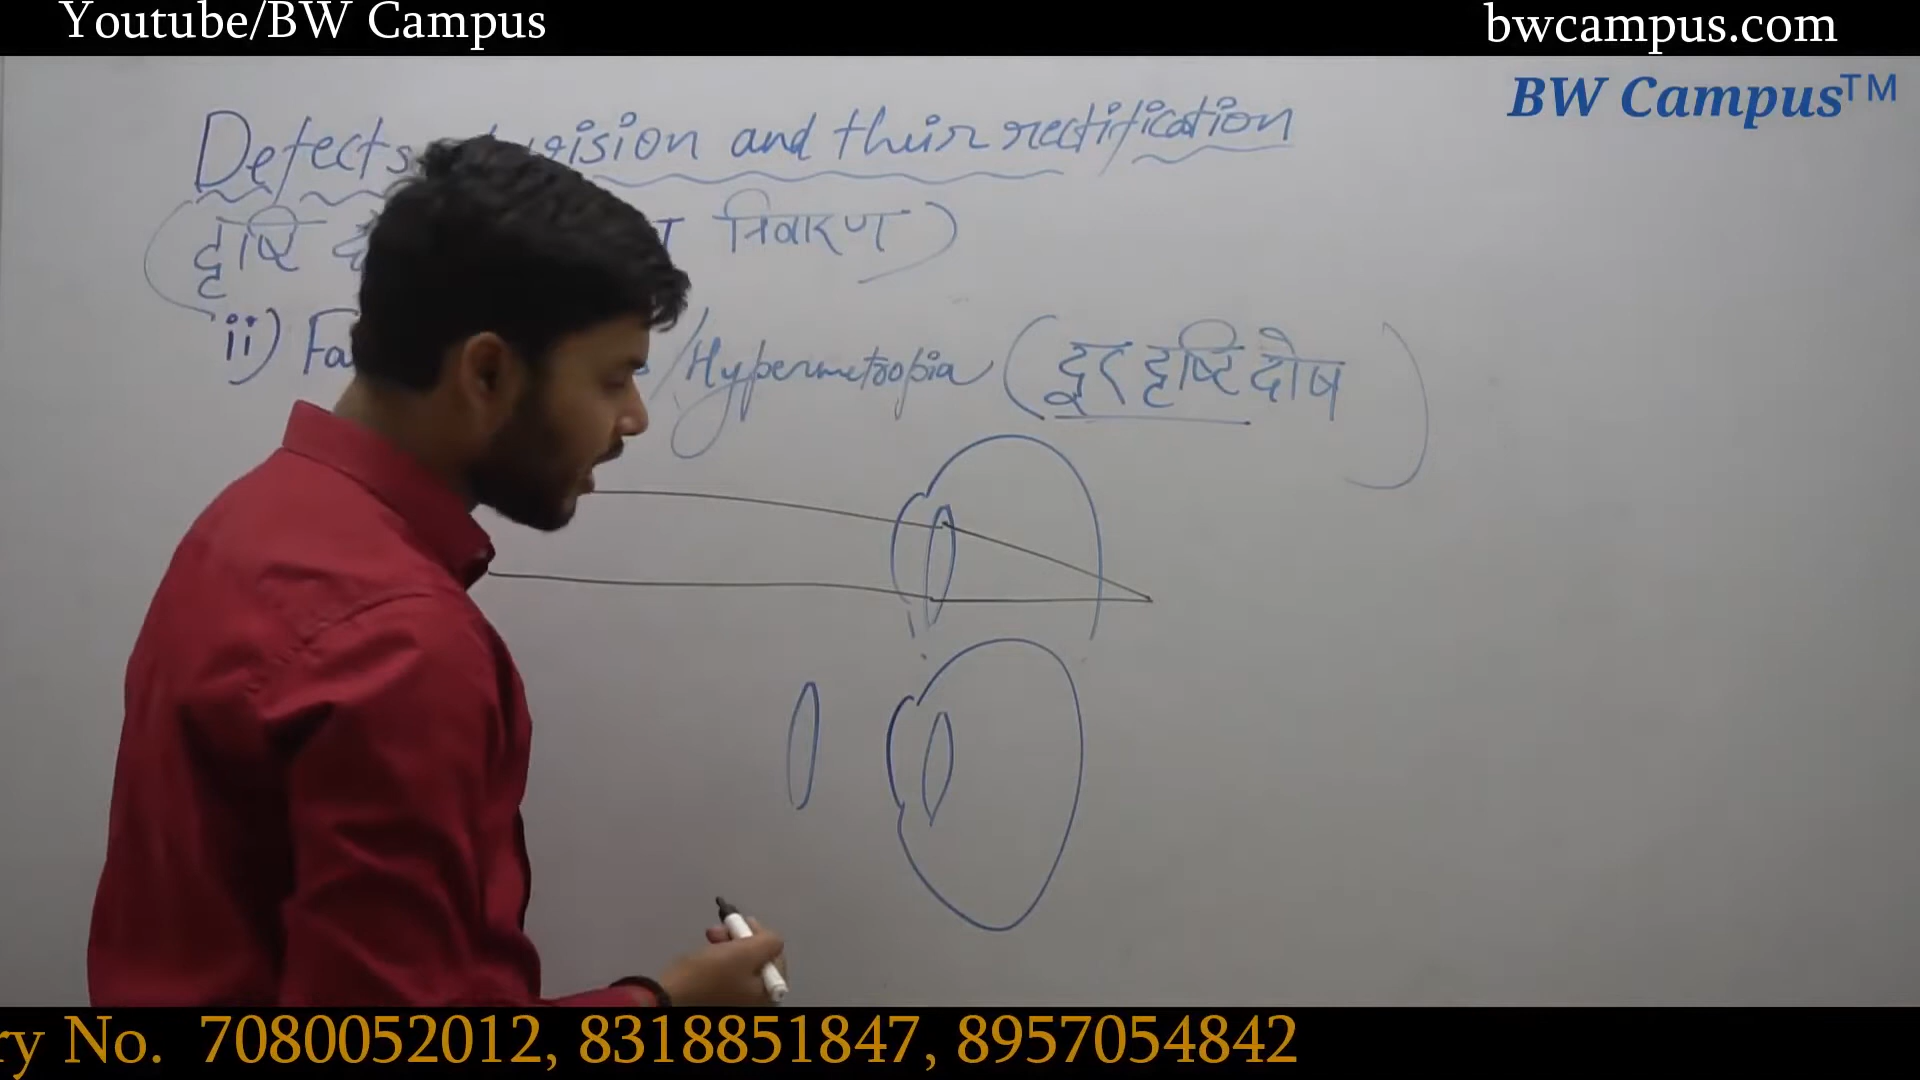 Youtube/BW Campus
bwcampus.com
BW Campus™
Defects vision and their rectification
(दृष्टि निवारण)
ii) Fa /Hypermetropia (दूर दृष्टि दोष)
ry No. 7080052012, 8318851847, 8957054842